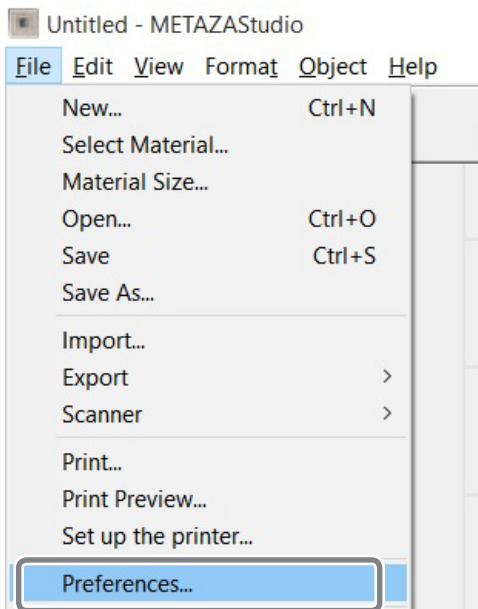 Untitled - METAZAStudio
File Edit View Format Object Help
New... Ctrl+N
Select Material...
Material Size...
Open... Ctrl+O
Save Ctrl+S
Save As...
Import...
Export >
Scanner >
Print...
Print Preview...
Set up the printer...
Preferences...